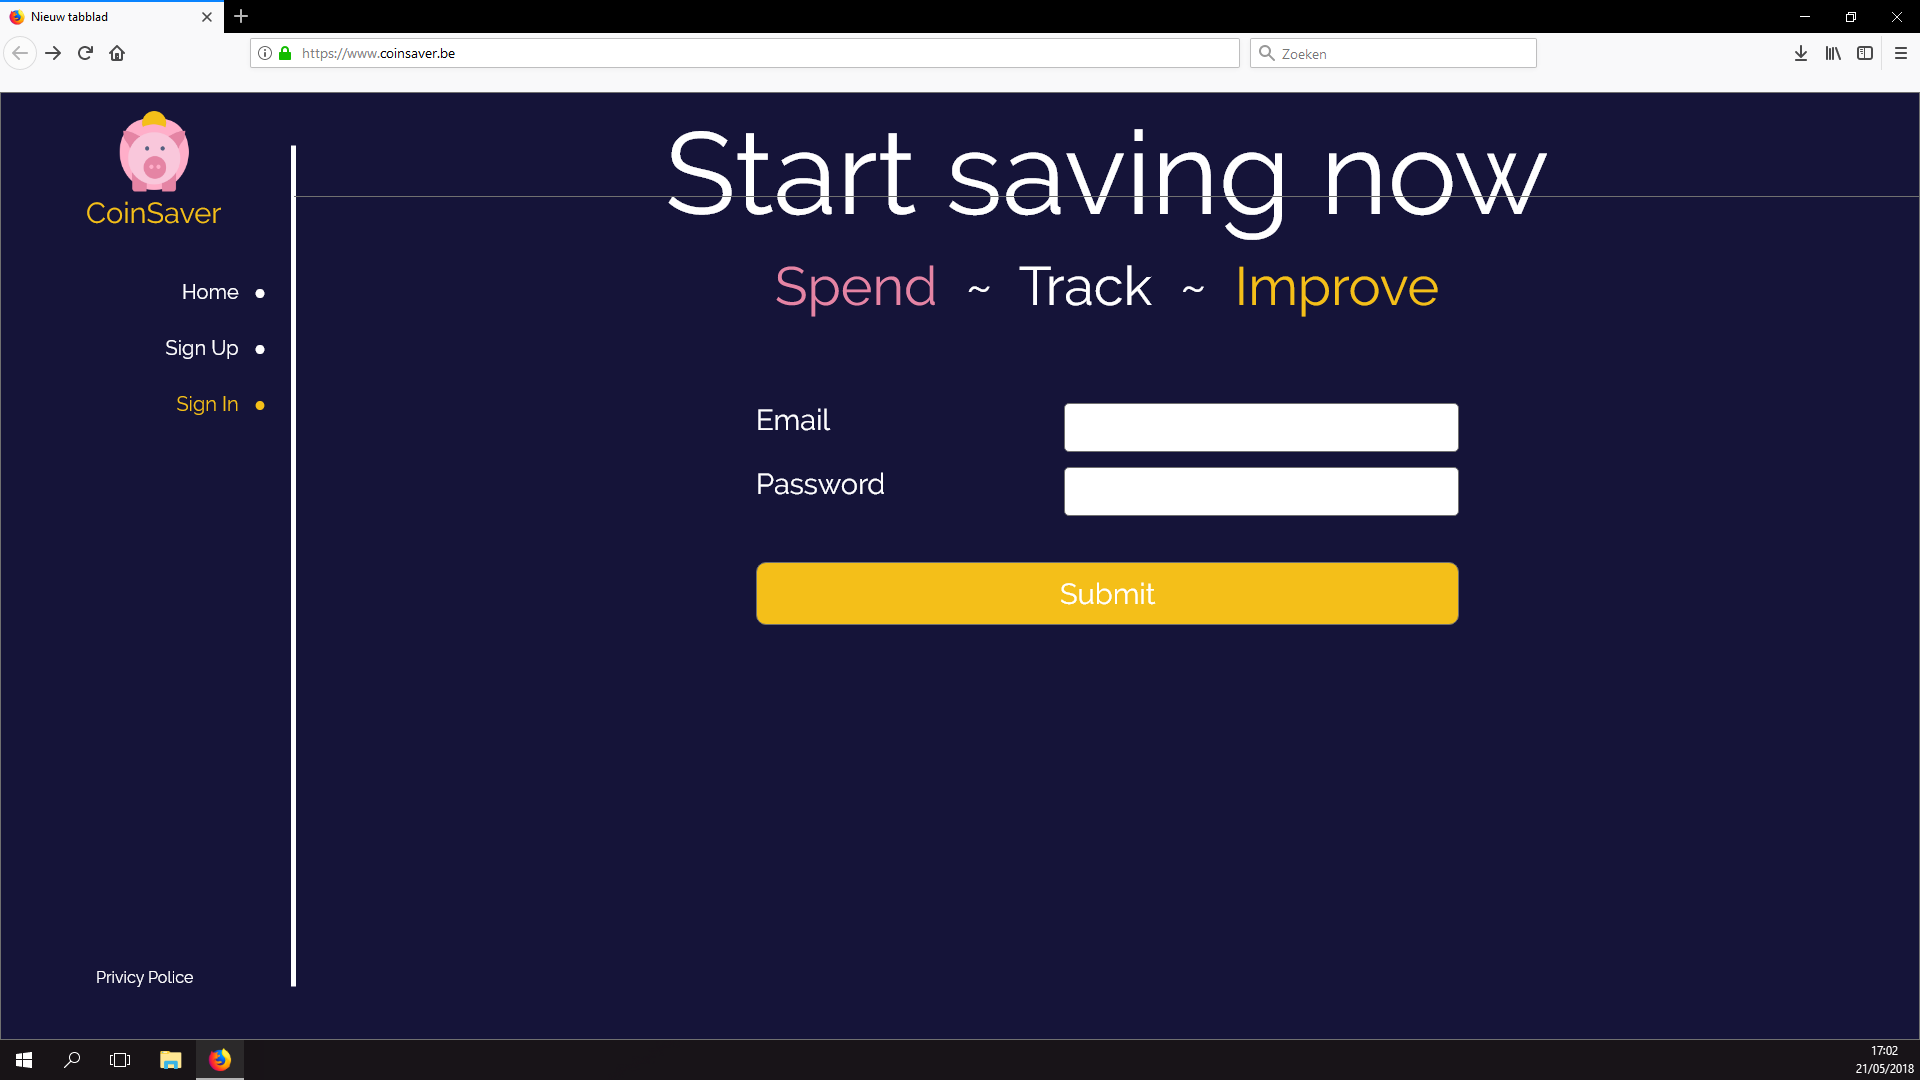 Nieuw tabblad
https://www.coinsaver.be
Zoeken
CoinSaver
Home
Sign Up
Sign In
Privicy Police
Start saving now
Spend ~ Track ~ Improve
Email
Password
Submit
17:02
21/05/2018